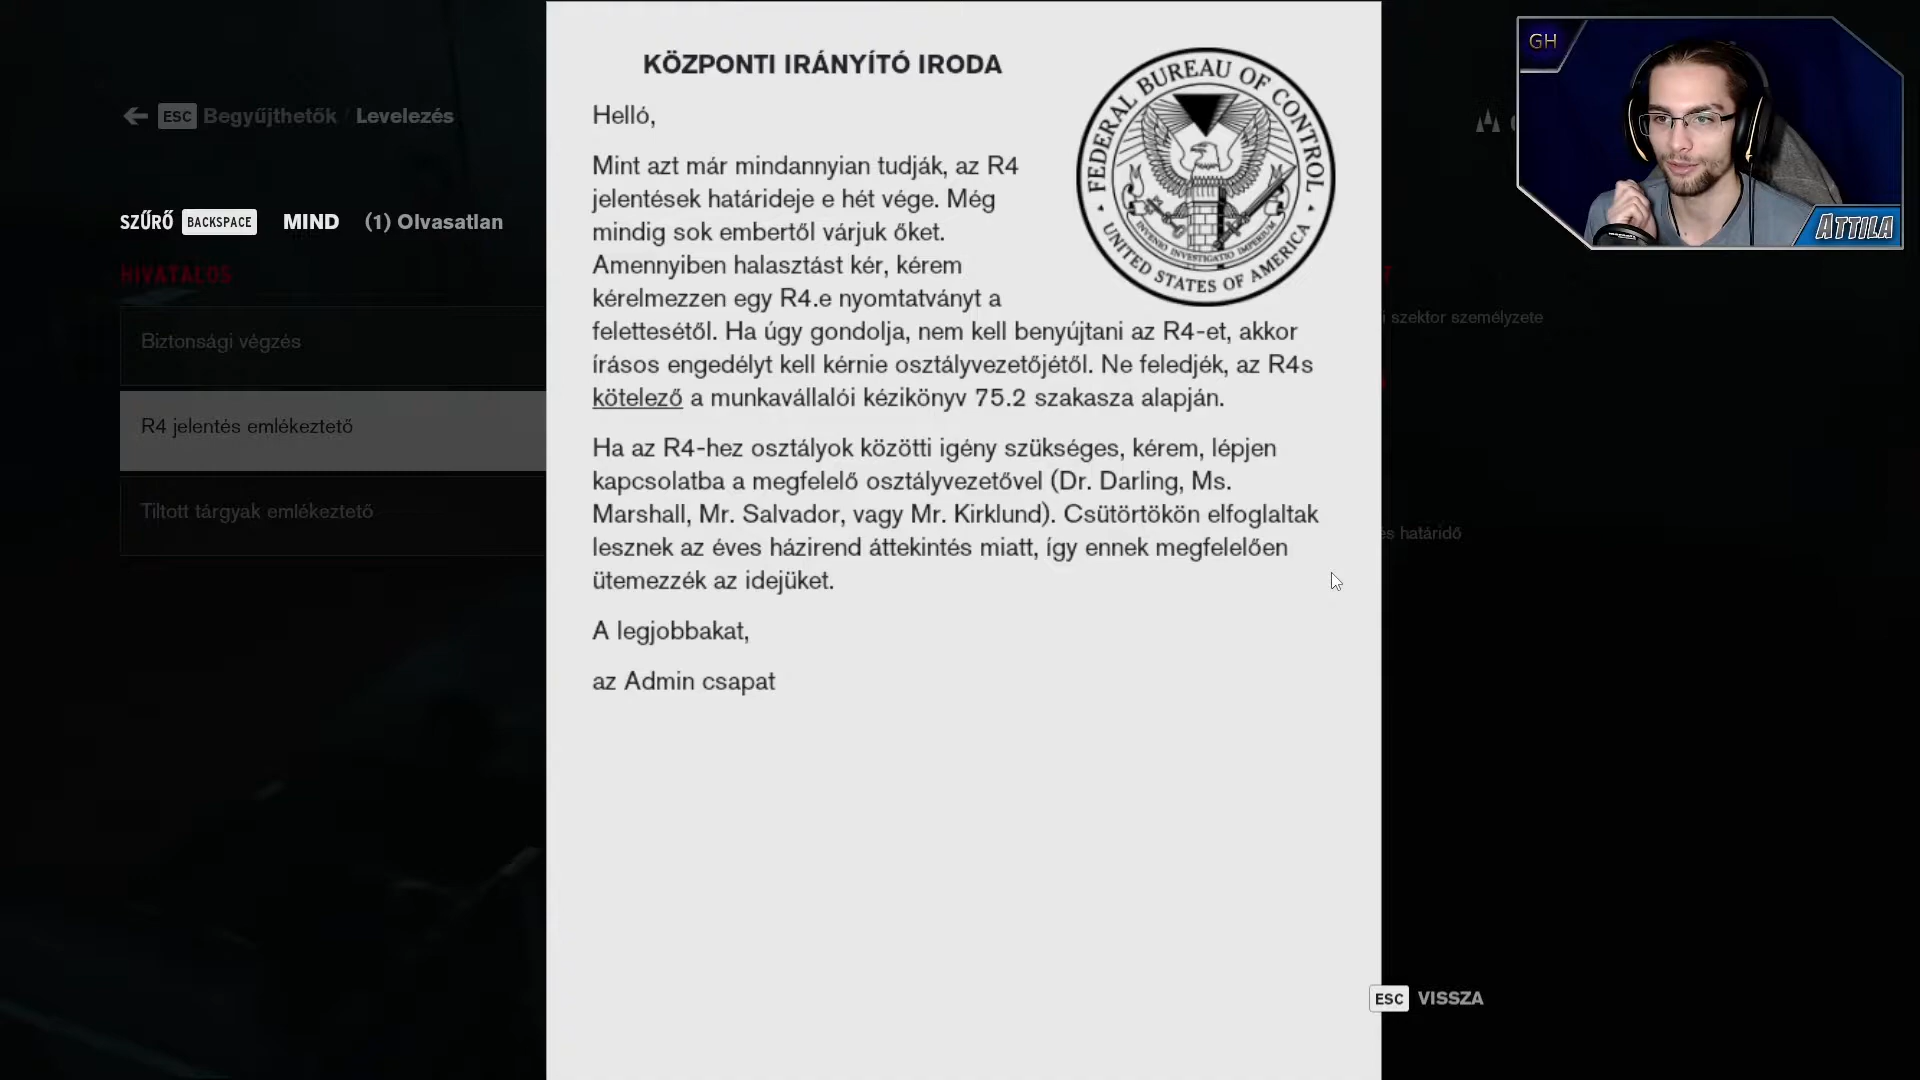 ESC Begyűjthetők / Levelezés
SZŰRŐ BACKSPACE MIND (1) Olvasatlan
HIVATALOS
Biztonsági végzés
R4 jelentés emlékeztető
Tiltott tárgyak emlékeztető
KÖZPONTI IRÁNYÍTÓ IRODA
FEDERAL BUREAU OF CONTROL
INVENIO INVESTIGATIO IMPERIUM
UNITED STATES OF AMERICA
Helló,
Mint azt már mindannyian tudják, az R4
jelentések határideje e hét vége. Még
mindig sok embertől várjuk őket.
Amennyiben halasztást kér, kérem
kérelmezzen egy R4.e nyomtatványt a
felettesétől. Ha úgy gondolja, nem kell benyújtani az R4-et, akkor
írásos engedélyt kell kérnie osztályvezetőjétől. Ne feledjék, az R4s
kötelező a munkavállalói kézikönyv 75.2 szakasza alapján.
Ha az R4-hez osztályok közötti igény szükséges, kérem, lépjen
kapcsolatba a megfelelő osztályvezetővel (Dr. Darling, Ms.
Marshall, Mr. Salvador, vagy Mr. Kirklund). Csütörtökön elfoglaltak
lesznek az éves házirend áttekintés miatt, így ennek megfelelően
ütemezzék az idejüket.
A legjobbakat,
az Admin csapat
szektor személyzete
határidő
ESC VISSZA
GH
ATTILA